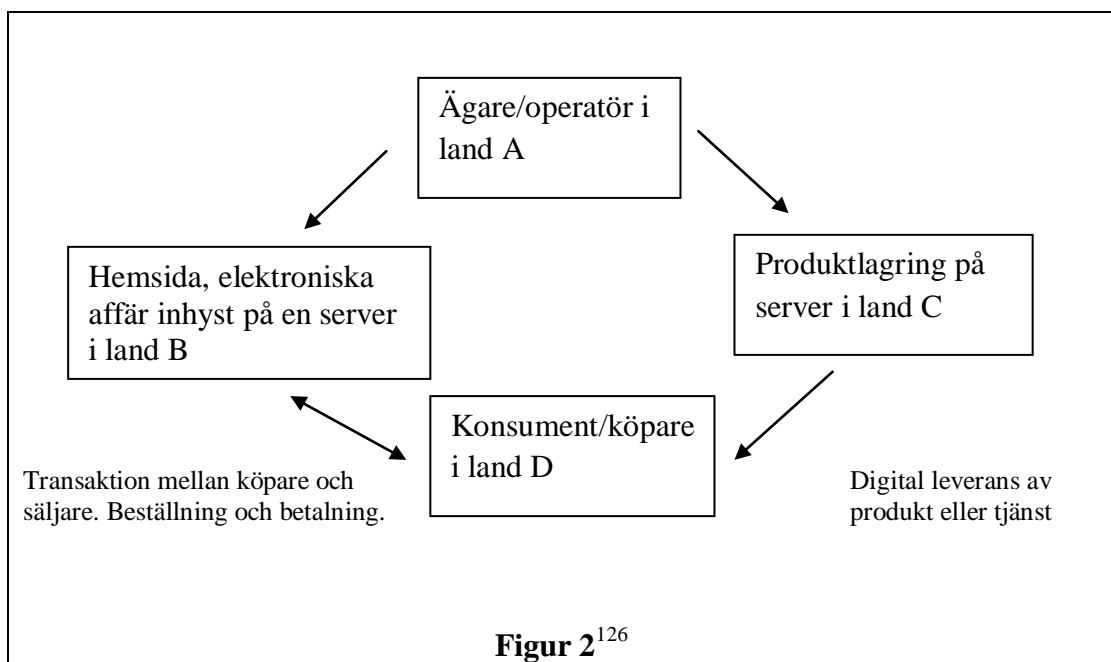 Ägare/operatör i
land A
Hemsida, elektroniska
affär inhyst på en server
i land B
Produktlagring på
server i land C
Konsument/köpare
i land D
Transaktion mellan köpare och
säljare. Beställning och betalning.
Digital leverans av
produkt eller tjänst
Figur 2126